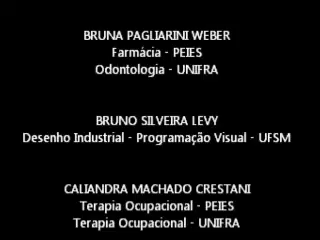 BRUNA PAGLIARINI WEBER
Farmácia - PEIES
Odontologia - UNIFRA
BRUNO SILVEIRA LEVY
Desenho Industrial - Programação Visual - UFSM
CALIANDRA MACHADO CRESTANI
Terapia Ocupacional - PEIES
Terapia Ocupacional - UNIFRA